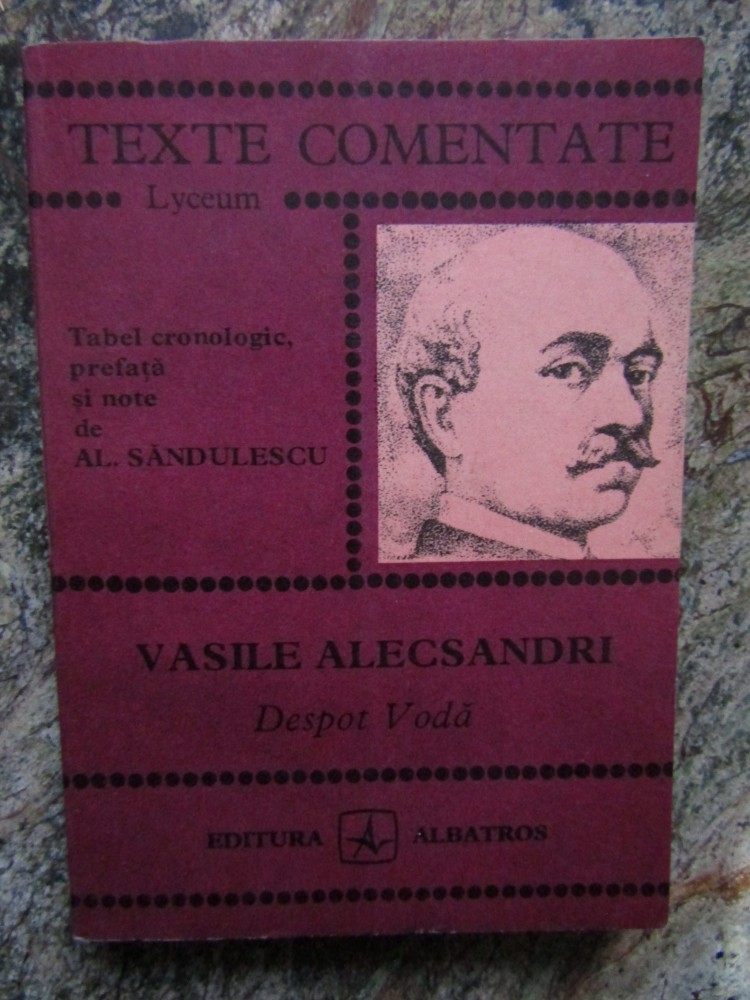 TEXTE COMENTATE
Lyceum
Tabel cronologic,
prefață
și note
de
AL. SĂNDULESCU
VASILE ALECSANDRI
Despot Vodă
EDITURA ALBATROS